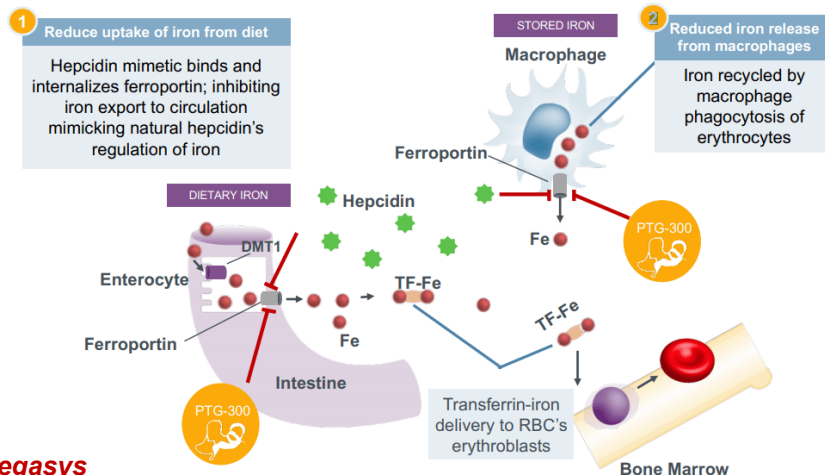 1
Reduce uptake of iron from diet
Hepcidin mimetic binds and
internalizes ferroportin; inhibiting
iron export to circulation
mimicking natural hepcidin's
regulation of iron
STORED IRON
Macrophage
2
Reduced iron release
from macrophages
Iron recycled by
macrophage
phagocytosis of
erythrocytes
Ferroportin
DIETARY IRON
Hepcidin
PTG-300
Fe
DMT1
Enterocyte
TF-Fe
Ferroportin
Fe
TF-Fe
Intestine
PTG-300
Transferrin-iron
delivery to RBC's
erythroblasts
egasys
Bone Marrow